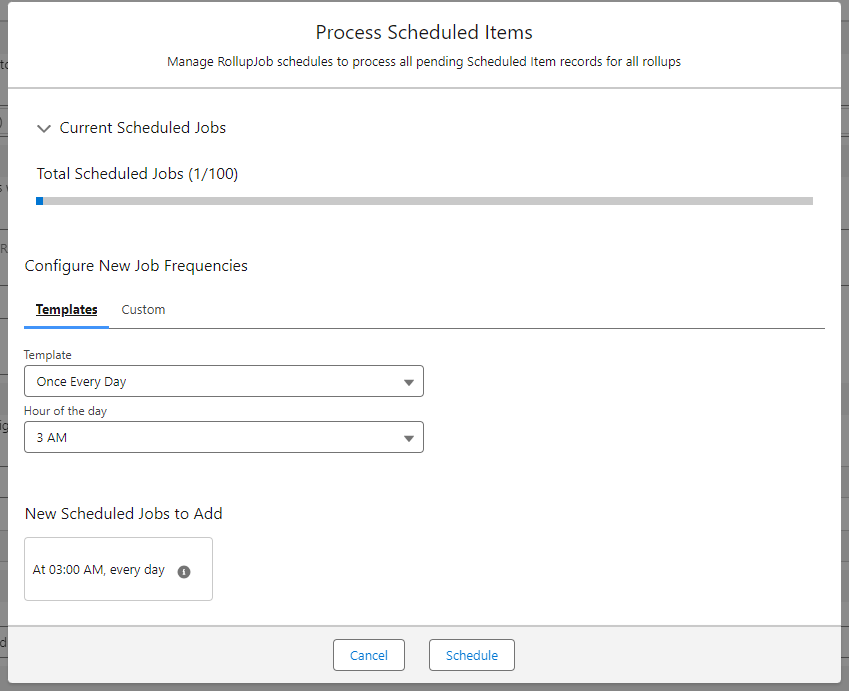 Process Scheduled Items
Manage RollupJob schedules to process all pending Scheduled Item records for all rollups
Current Scheduled Jobs
Total Scheduled Jobs (1/100)
Configure New Job Frequencies
Templates Custom
Template
Once Every Day
Hour of the day
3 AM
New Scheduled Jobs to Add
At 03:00 AM, every day
Cancel Schedule